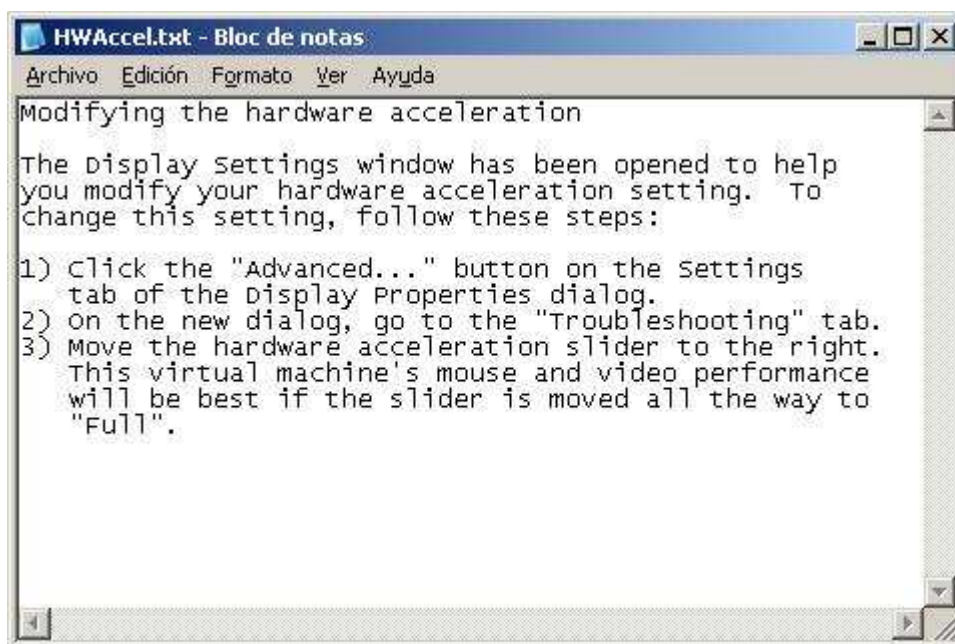 HWAccel.txt - Bloc de notas
Archivo Edición Formato Ver Ayuda
Modifying the hardware acceleration
The Display Settings window has been opened to help
you modify your hardware acceleration setting.  To
change this setting, follow these steps:
1) Click the "Advanced..." button on the Settings
tab of the Display Properties dialog.
2) On the new dialog, go to the "Troubleshooting" tab.
3) Move the hardware acceleration slider to the right.
This virtual machine's mouse and video performance
will be best if the slider is moved all the way to
"Full".